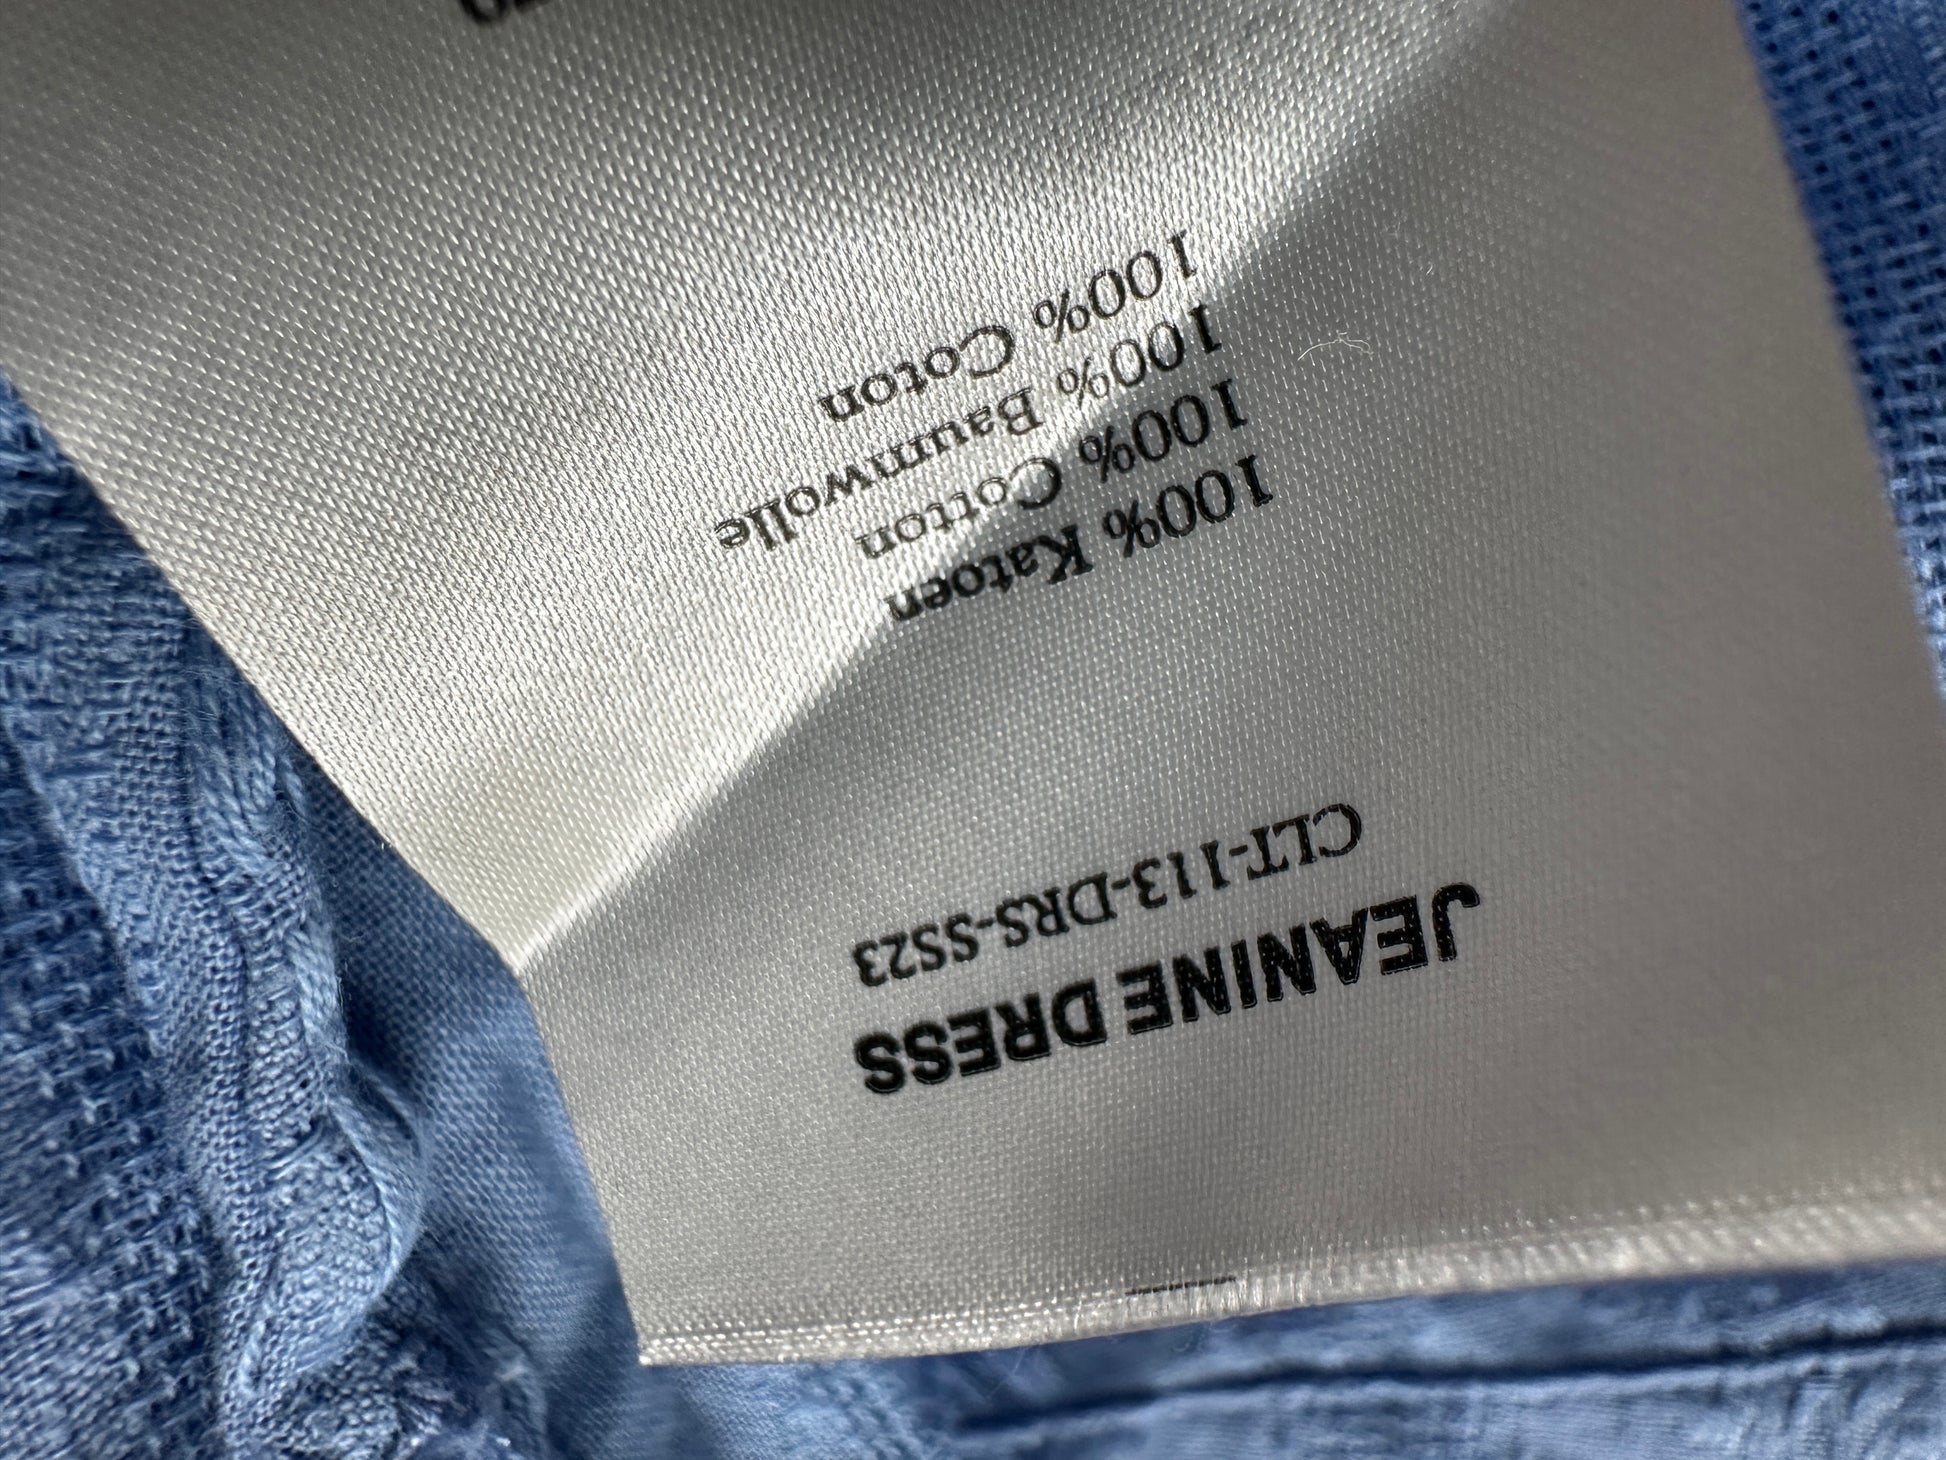 JEANINE DRESS
CLT-113-DRS-SS23
100% Katoen
100% Cotton
100% Baumwolle
100% Coton